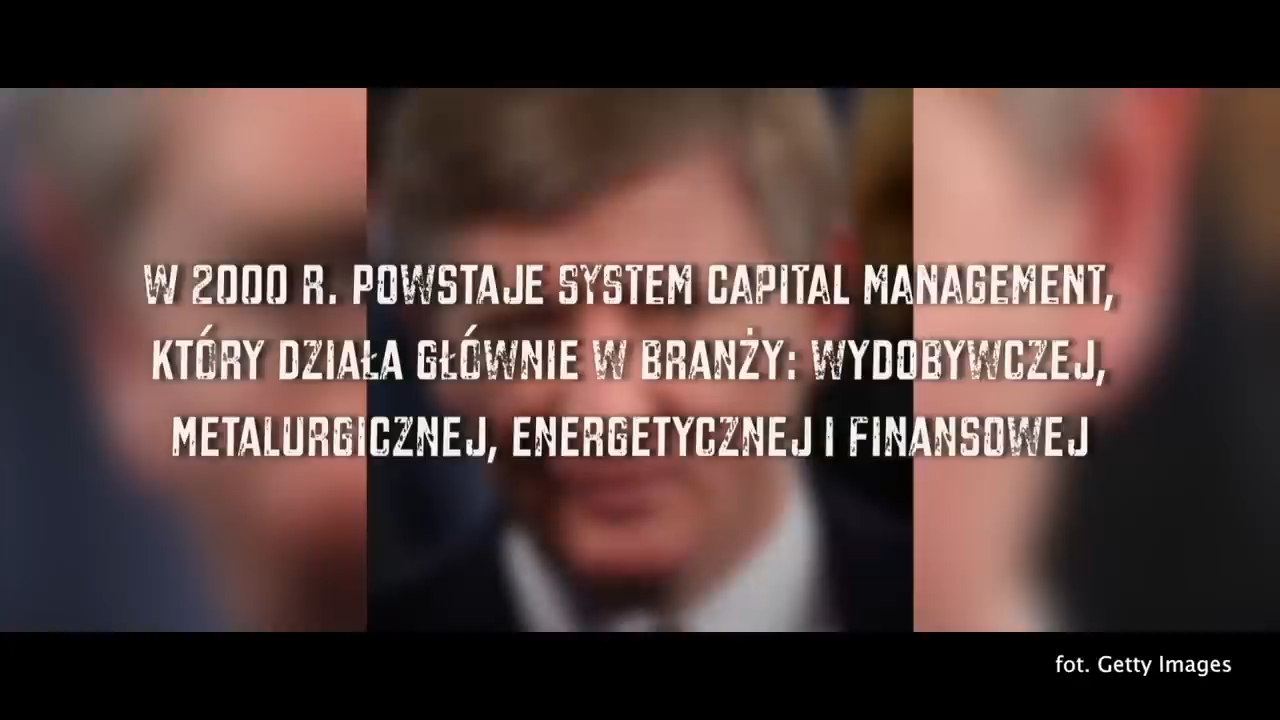 W 2000 R. POWSTAJE SYSTEM CAPITAL MANAGEMENT,
KTÓRY DZIAŁA GŁÓWNIE W BRANŻY: WYDOBYWCZEJ,
METALURGICZNEJ, ENERGETYCZNEJ I FINANSOWEJ
fot. Getty Images